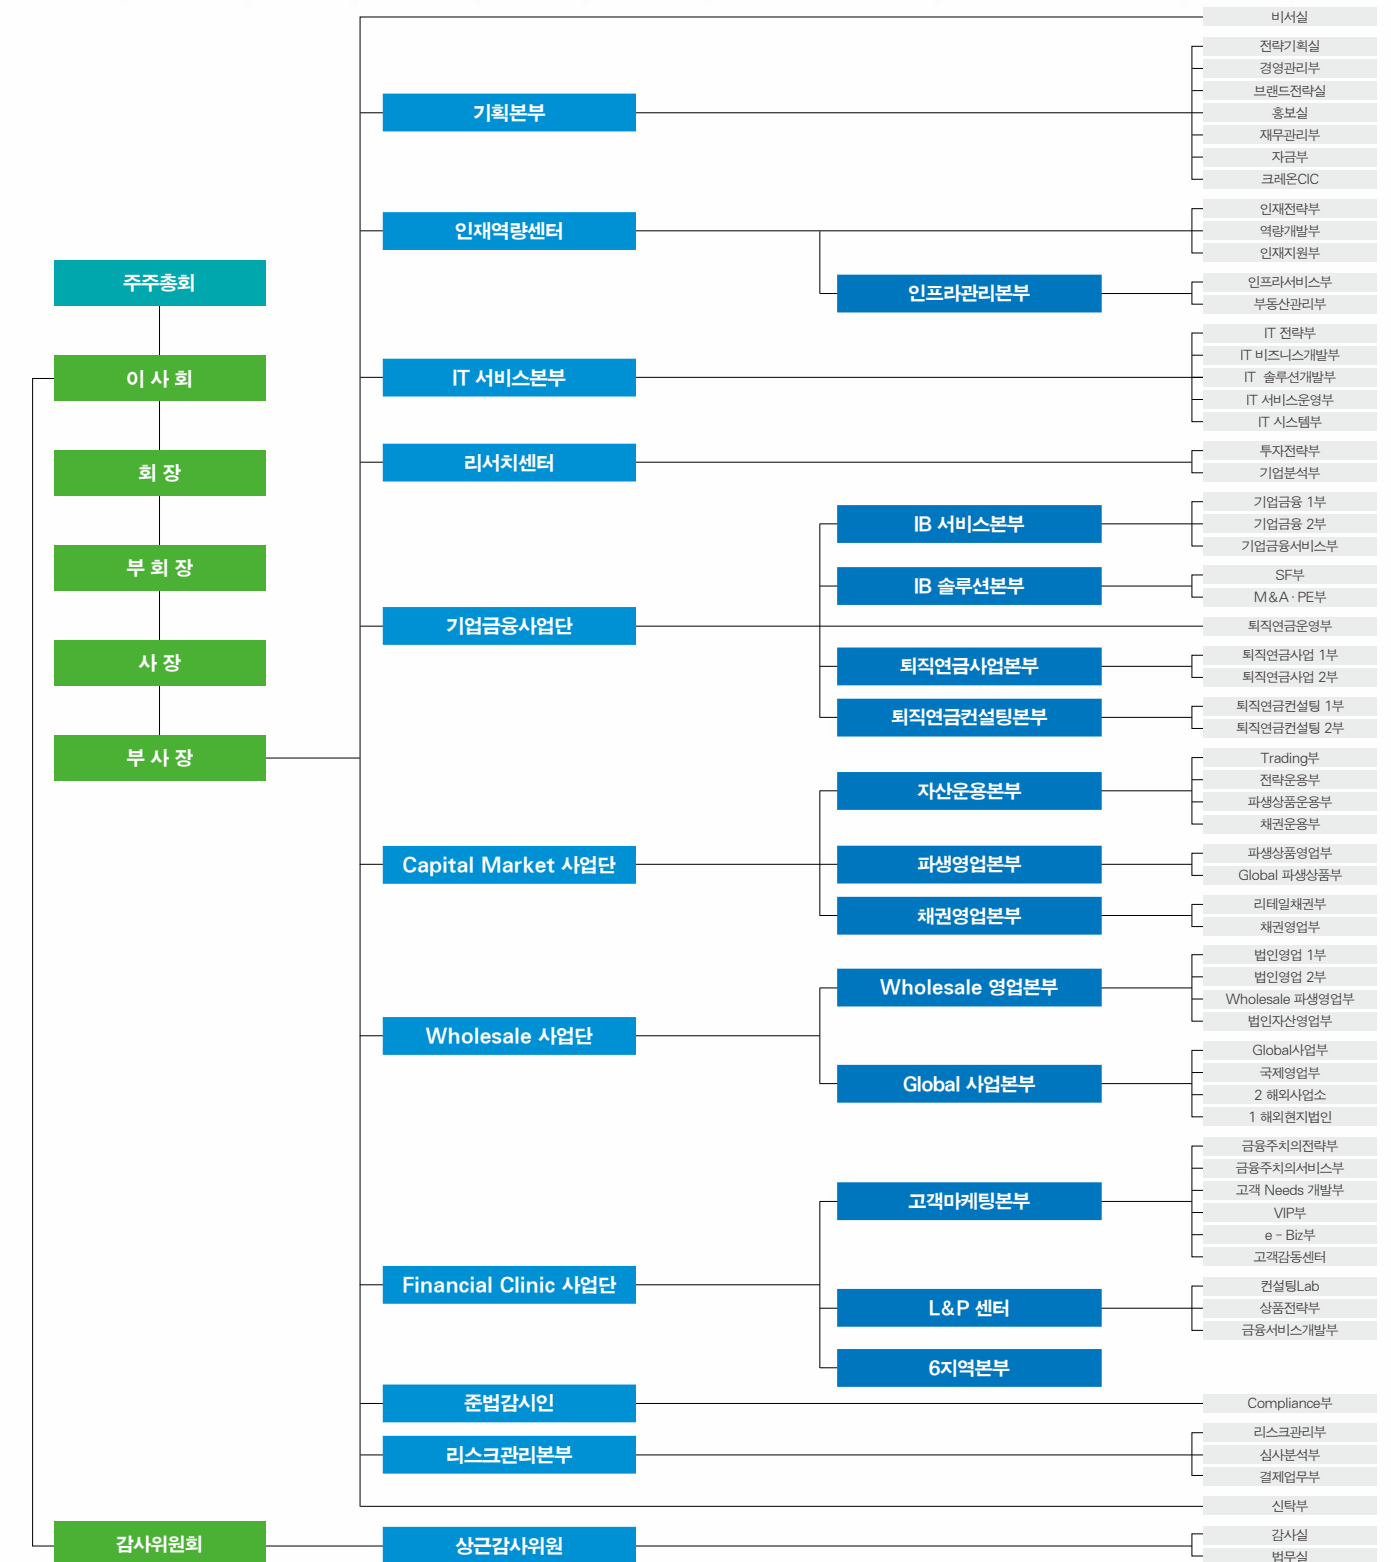 주주총회
이 사 회
회 장
부 회 장
사 장
부 사 장
감사위원회
비서실
기획본부
전략기획실
경영관리부
브랜드전략실
홍보실
재무관리부
자금부
크레온CIC
인재역량센터
인재전략부
역량개발부
인재지원부
인프라관리본부
인프라서비스부
부동산관리부
IT 서비스본부
IT 전략부
IT 비즈니스개발부
IT 솔루션개발부
IT 서비스운영부
IT 시스템부
리서치센터
투자전략부
기업분석부
기업금융사업단
IB 서비스본부
기업금융 1부
기업금융 2부
기업금융서비스부
IB 솔루션본부
SF부
M&A · PE부
퇴직연금운영부
퇴직연금사업본부
퇴직연금사업 1부
퇴직연금사업 2부
퇴직연금컨설팅본부
퇴직연금컨설팅 1부
퇴직연금컨설팅 2부
Capital Market 사업단
자산운용본부
Trading부
전략운용부
파생상품운용부
채권운용부
파생영업본부
파생상품영업부
Global 파생상품부
채권영업본부
리테일채권부
채권영업부
Wholesale 사업단
Wholesale 영업본부
법인영업 1부
법인영업 2부
Wholesale 파생영업부
법인자산영업부
Global 사업본부
Global사업부
국제영업부
2 해외사업소
1 해외현지법인
Financial Clinic 사업단
고객마케팅본부
금융주치의전략부
금융주치의서비스부
고객 Needs 개발부
VIP부
e - Biz부
고객감동센터
L&P 센터
컨설팅Lab
상품전략부
금융서비스개발부
6지역본부
준법감시인
Compliance부
리스크관리본부
리스크관리부
심사분석부
결제업무부
신탁부
상근감사위원
감사실
법무실